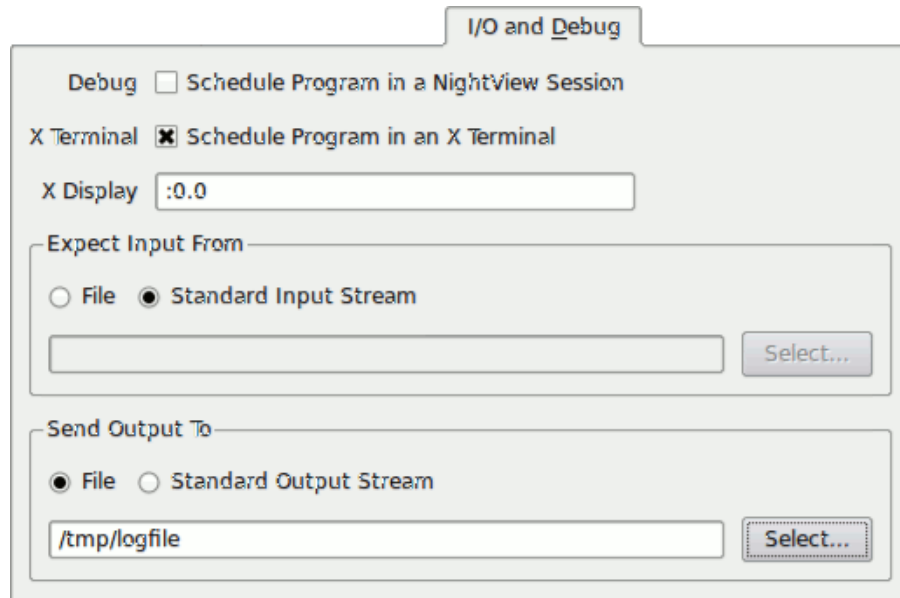 I/O and Debug
Debug Schedule Program in a NightView Session
X Terminal Schedule Program in an X Terminal
X Display :0.0
Expect Input From
File Standard Input Stream
Select...
Send Output To
File Standard Output Stream
/tmp/logfile Select...